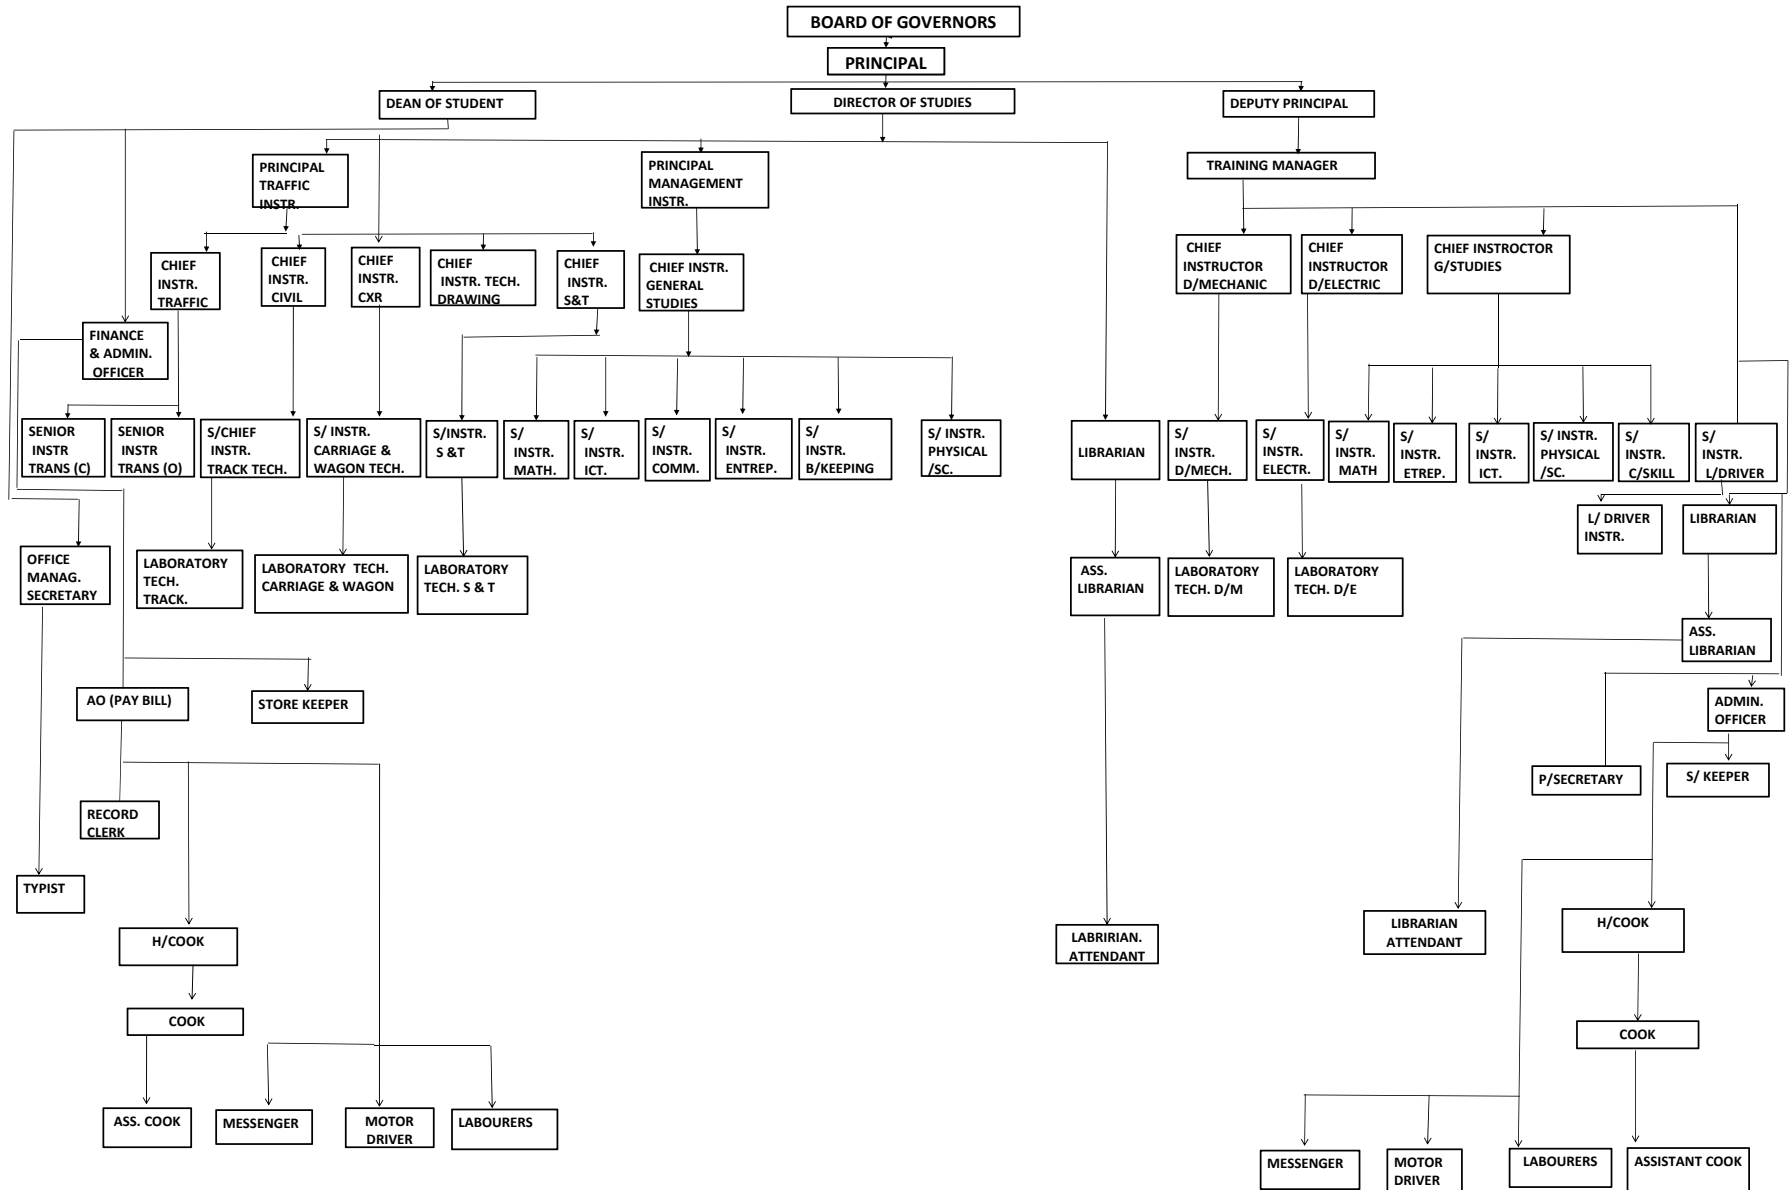 BOARD OF GOVERNORS
PRINCIPAL
DEAN OF STUDENT
DIRECTOR OF STUDIES
DEPUTY PRINCIPAL
PRINCIPAL
TRAFFIC
INSTR.
PRINCIPAL
MANAGEMENT
INSTR.
TRAINING MANAGER
CHIEF
INSTR.
TRAFFIC
CHIEF
INSTR.
CIVIL
CHIEF
INSTR.
CXR
CHIEF
INSTR. TECH.
DRAWING
CHIEF
INSTR.
S&T
CHIEF INSTR.
GENERAL
STUDIES
CHIEF
INSTRUCTOR
D/MECHANIC
CHIEF
INSTRUCTOR
D/ELECTRIC
CHIEF INSTROCTOR
G/STUDIES
FINANCE
& ADMIN.
OFFICER
SENIOR
INSTR
TRANS (C)
SENIOR
INSTR
TRANS (O)
S/CHIEF
INSTR.
TRACK TECH.
S/ INSTR.
CARRIAGE &
WAGON TECH.
S/INSTR.
S &T
S/
INSTR.
MATH.
S/
INSTR.
ICT.
S/
INSTR.
COMM.
S/
INSTR.
ENTREP.
S/
INSTR.
B/KEEPING
S/ INSTR.
PHYSICAL
/SC.
LIBRARIAN
S/
INSTR.
D/MECH.
S/
INSTR.
ELECTR.
S/
INSTR.
MATH
S/
INSTR.
ETREP.
S/
INSTR.
ICT.
S/ INSTR.
PHYSICAL
/SC.
S/
INSTR.
C/SKILL
S/
INSTR.
L/DRIVER
L/ DRIVER
INSTR.
LIBRARIAN
OFFICE
MANAG.
SECRETARY
LABORATORY
TECH.
TRACK.
LABORATORY TECH.
CARRIAGE & WAGON
LABORATORY
TECH. S & T
ASS.
LIBRARIAN
LABORATORY
TECH. D/M
LABORATORY
TECH. D/E
ASS.
LIBRARIAN
AO (PAY BILL)
STORE KEEPER
ADMIN.
OFFICER
P/SECRETARY
S/ KEEPER
RECORD
CLERK
TYPIST
H/COOK
LABRIRIAN.
ATTENDANT
LIBRARIAN
ATTENDANT
H/COOK
COOK
COOK
ASS. COOK
MESSENGER
MOTOR
DRIVER
LABOURERS
MESSENGER
MOTOR
DRIVER
LABOURERS
ASSISTANT COOK